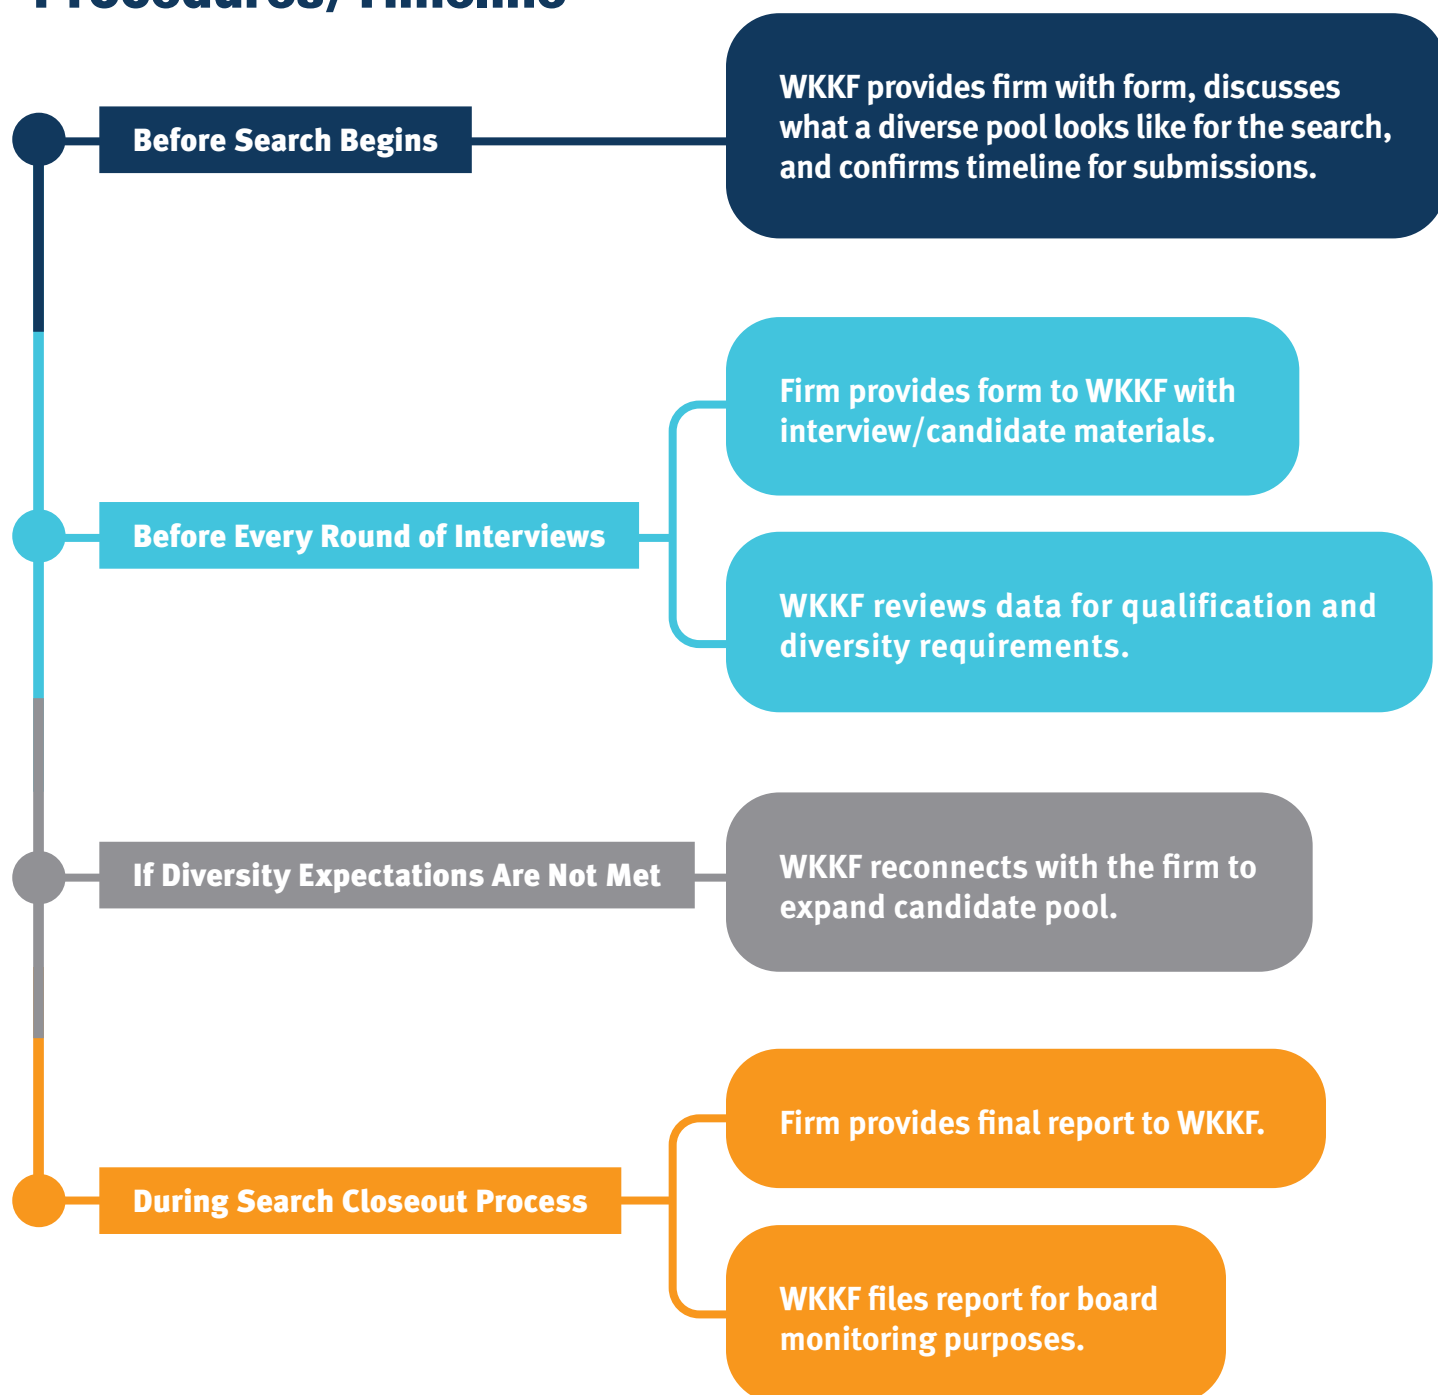 Procedures/Timeline
Before Search Begins
WKKF provides firm with form, discusses
what a diverse pool looks like for the search,
and confirms timeline for submissions.
Before Every Round of Interviews
Firm provides form to WKKF with
interview/candidate materials.
WKKF reviews data for qualification and
diversity requirements.
If Diversity Expectations Are Not Met
WKKF reconnects with the firm to
expand candidate pool.
During Search Closeout Process
Firm provides final report to WKKF.
WKKF files report for board
monitoring purposes.